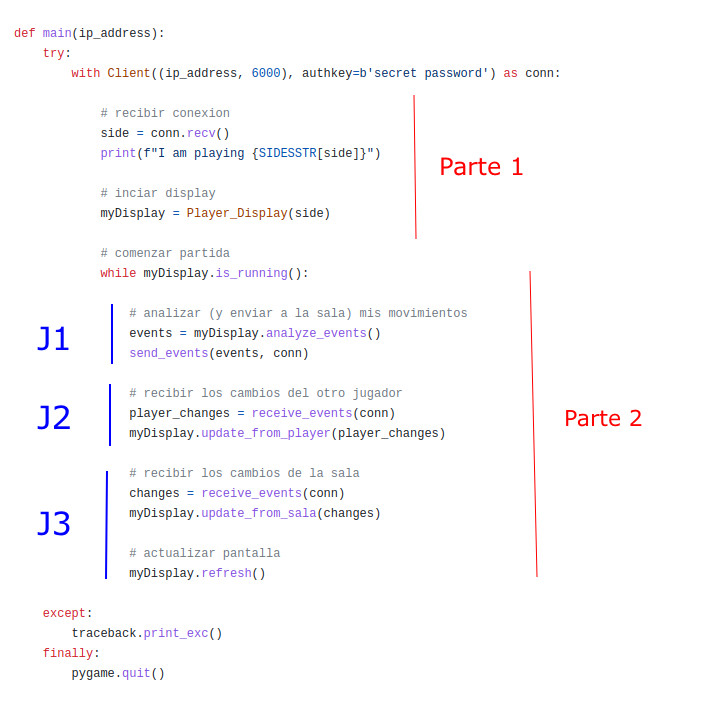 def main(ip_address):
    try:
        with Client((ip_address, 6000), authkey=b'secret password') as conn:
            # recibir conexion
            side = conn.recv()
            print(f"I am playing {SIDESSTR[side]}")
            # inciar display
            myDisplay = Player_Display(side)
Parte 1
            # comenzar partida
            while myDisplay.is_running():
J1
                # analizar (y enviar a la sala) mis movimientos
                events = myDisplay.analyze_events()
                send_events(events, conn)
J2
                # recibir los cambios del otro jugador
                player_changes = receive_events(conn)
                myDisplay.update_from_player(player_changes)
Parte 2
J3
                # recibir los cambios de la sala
                changes = receive_events(conn)
                myDisplay.update_from_sala(changes)
                # actualizar pantalla
                myDisplay.refresh()
    except:
        traceback.print_exc()
    finally:
        pygame.quit()